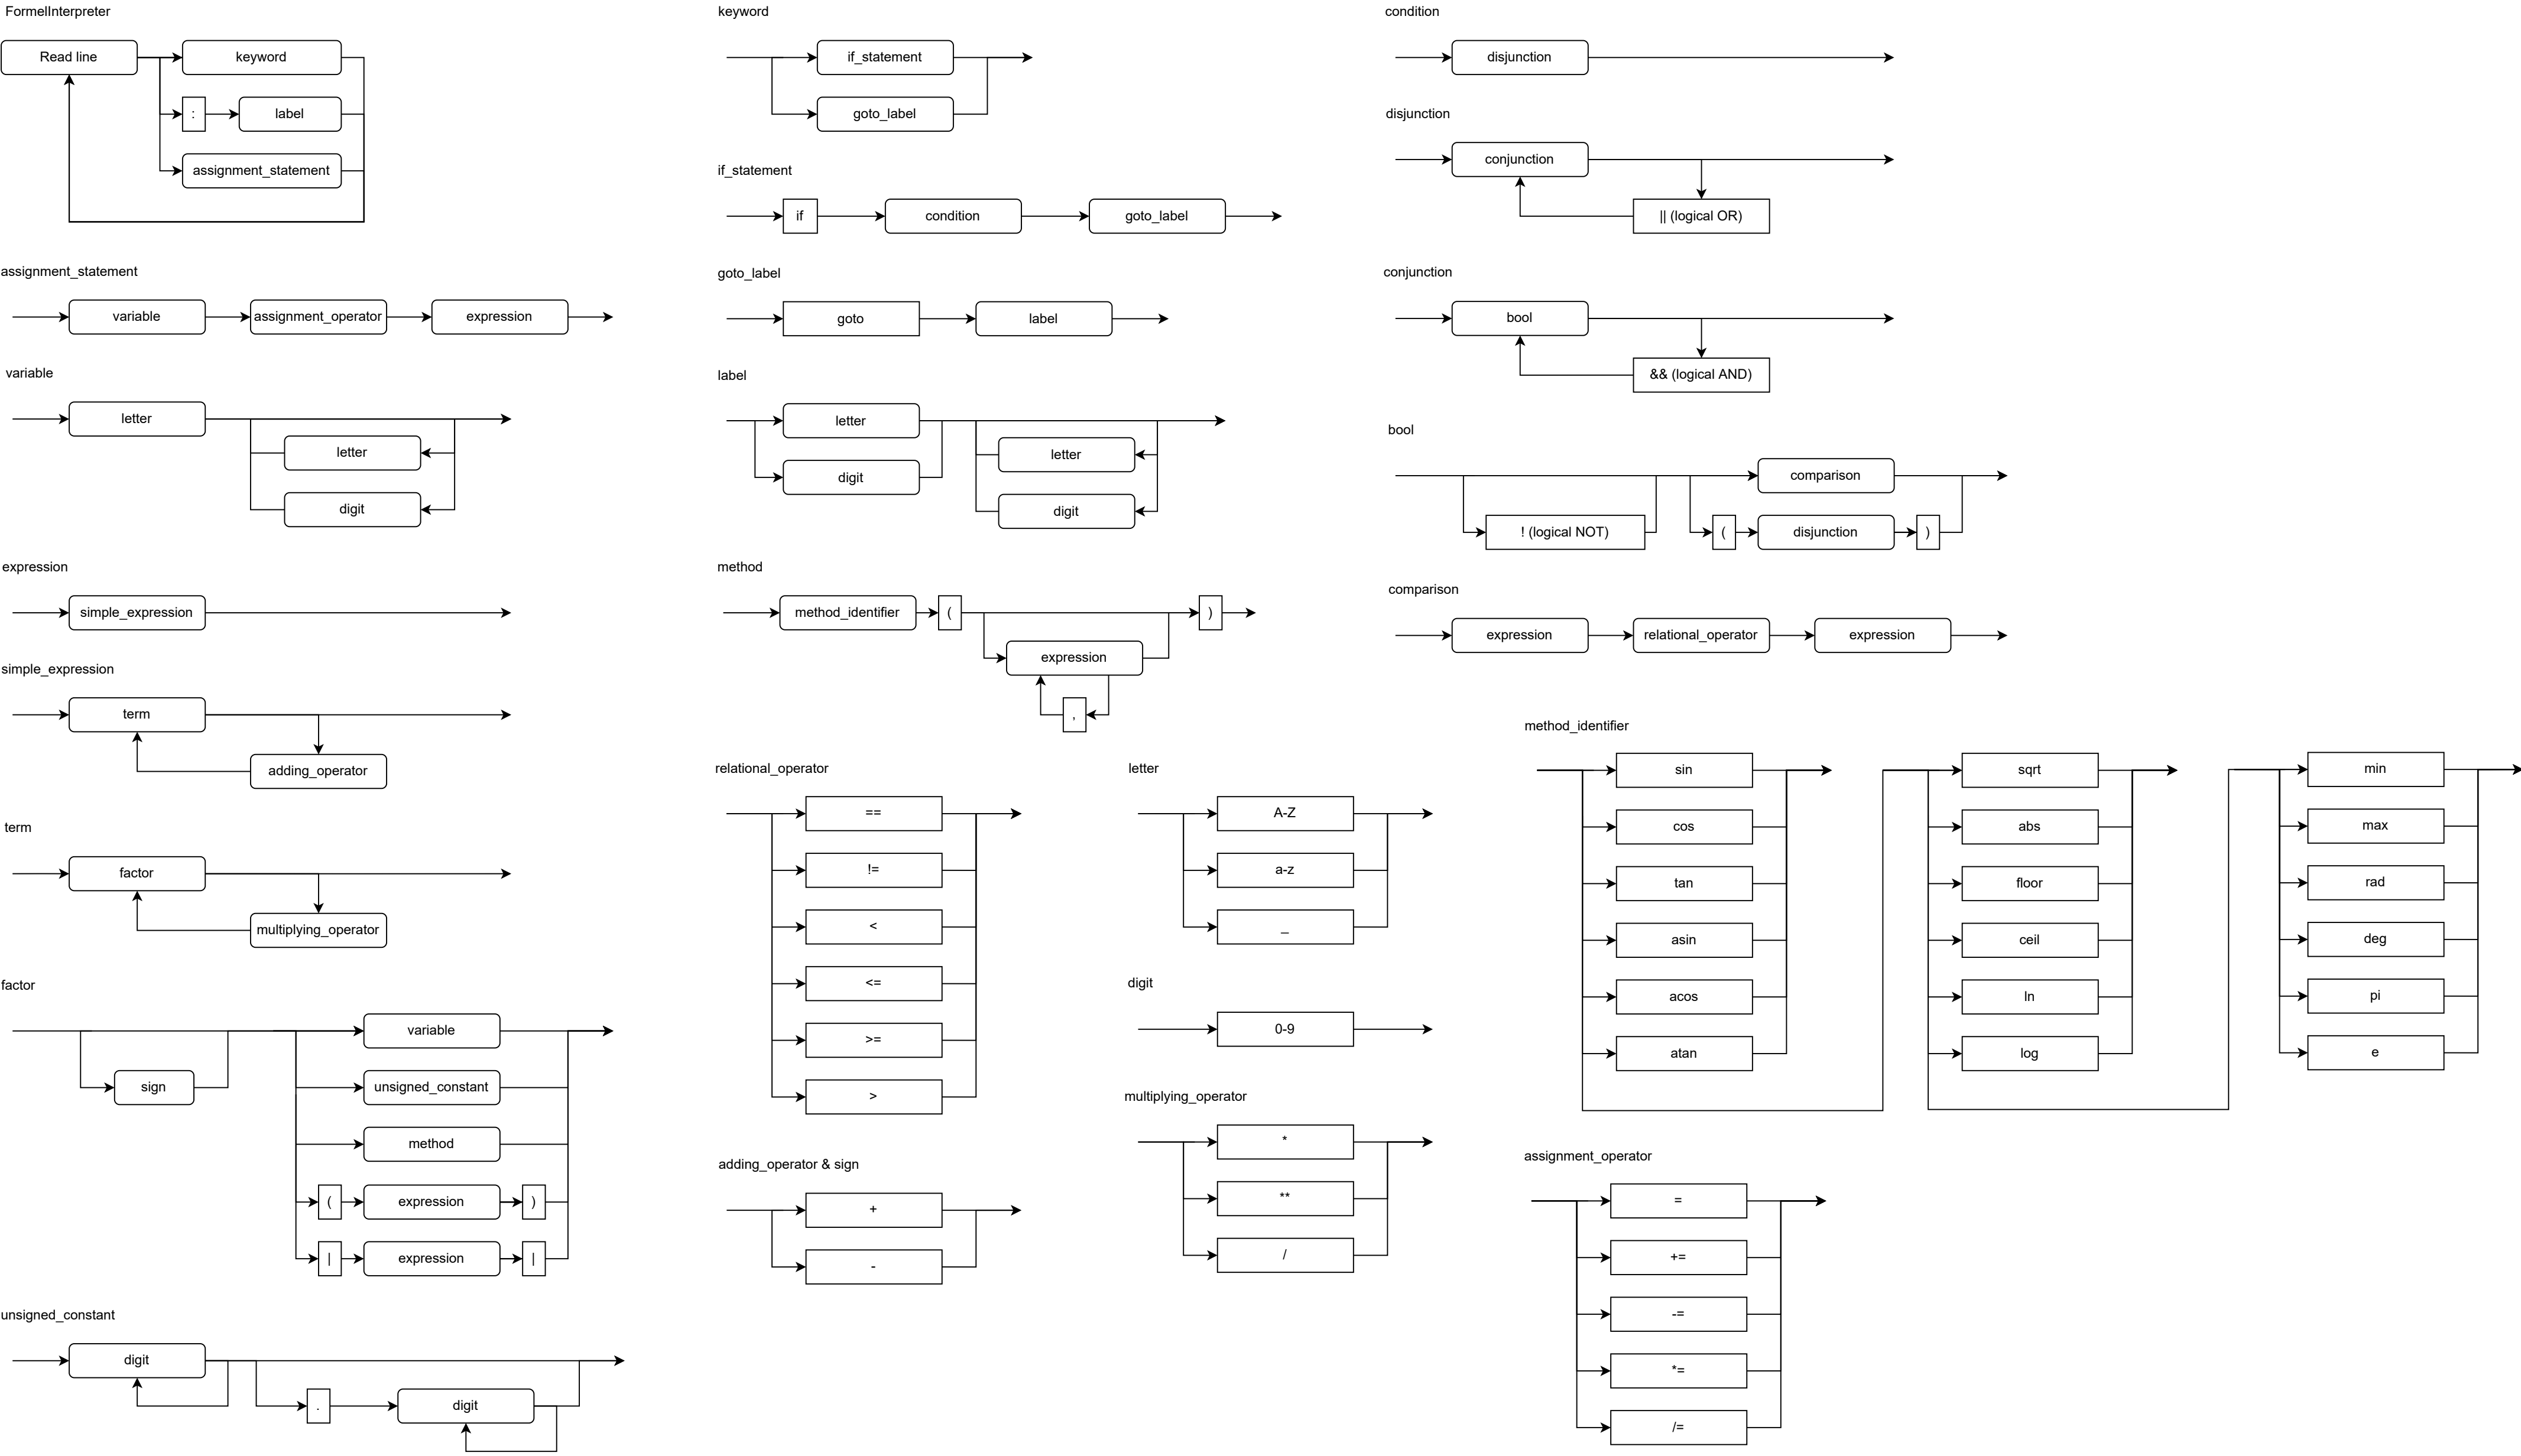 FormelInterpreter
Read line
keyword
:
label
assignment_statement
assignment_statement
variable
assignment_operator
expression
variable
letter
letter
digit
expression
simple_expression
simple_expression
term
adding_operator
term
factor
multiplying_operator
factor
sign
variable
unsigned_constant
method
(
expression
)
|
expression
|
unsigned_constant
digit
.
digit
keyword
if_statement
goto_label
if_statement
if
condition
goto_label
goto_label
goto
label
label
letter
digit
letter
digit
method
method_identifier
(
expression
,
)
relational_operator
==
!=
<
<=
>=
>
adding_operator & sign
+
-
letter
A-Z
a-z
_
digit
0-9
multiplying_operator
*
**
/
condition
disjunction
disjunction
conjunction
|| (logical OR)
conjunction
bool
&& (logical AND)
bool
! (logical NOT)
comparison
(
disjunction
)
comparison
expression
relational_operator
expression
method_identifier
sin
cos
tan
asin
acos
atan
sqrt
abs
floor
ceil
ln
log
min
max
rad
deg
pi
e
assignment_operator
=
+=
-=
*=
/=